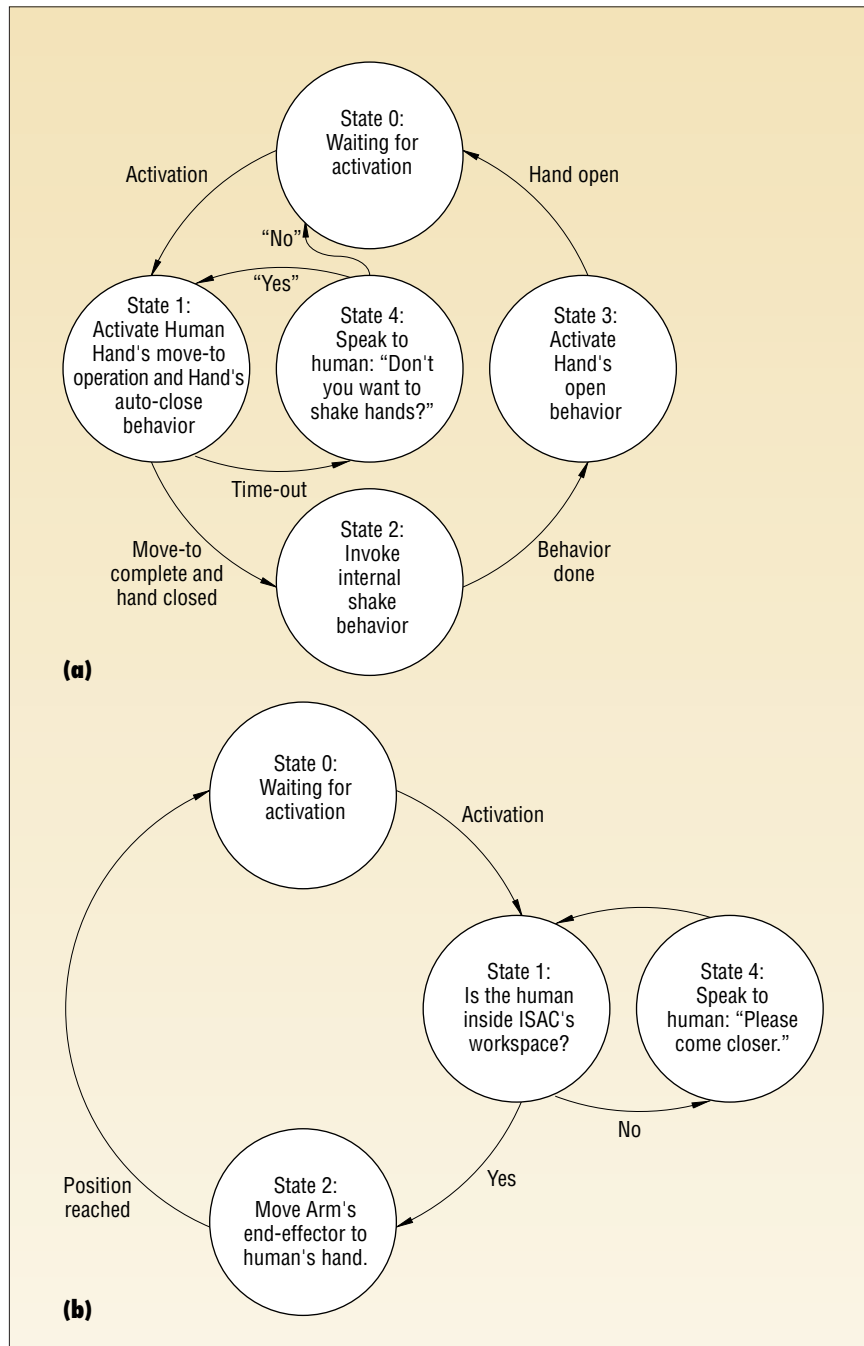 State 0:
Waiting for
activation
Activation
Hand open
“No”
“Yes”
State 1:
Activate Human
Hand's move-to
operation and Hand's
auto-close
behavior
State 4:
Speak to
human: “Don't
you want to
shake hands?”
State 3:
Activate
Hand's
open
behavior
Time-out
Move-to
complete and
hand closed
State 2:
Invoke
internal
shake
behavior
Behavior
done
(a)
State 0:
Waiting for
activation
Activation
State 1:
Is the human
inside ISAC's
workspace?
State 4:
Speak to
human: “Please
come closer.”
No
Yes
Position
reached
State 2:
Move Arm's
end-effector to
human's hand.
(b)